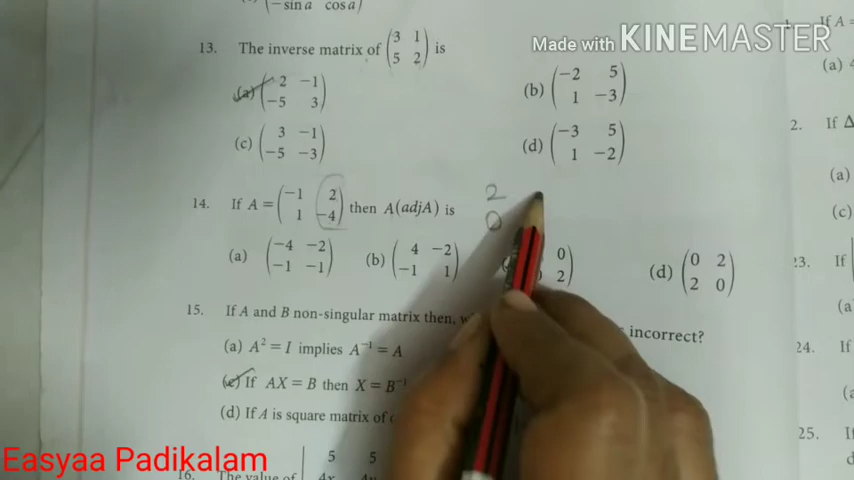 (-sin a cos a)
Made with KINEMASTER
13. The inverse matrix of (3 1 5 2) is
(a) (2 -1 -5 3)
(b) (-2 5 1 -3)
(c) (3 -1 -5 -3)
(d) (-3 5 1 -2)
14. If A = (-1 2 1 -4) then A(adjA) is
2
0
(a) (-4 -2 -1 -1)
(b) (4 -2 -1 1)
0
2)
(d) (0 2 2 0)
15. If A and B non-singular matrix then,
incorrect?
(a) A² = I implies A⁻¹ = A
(c) If AX = B then X = B⁻¹
(d) If A is square matrix of
16. The value of | 5 5
If A =
(a)
2. If Δ
(a)
(c)
23. If
(a
24. If
(a
25. If
Easyaa Padikalam